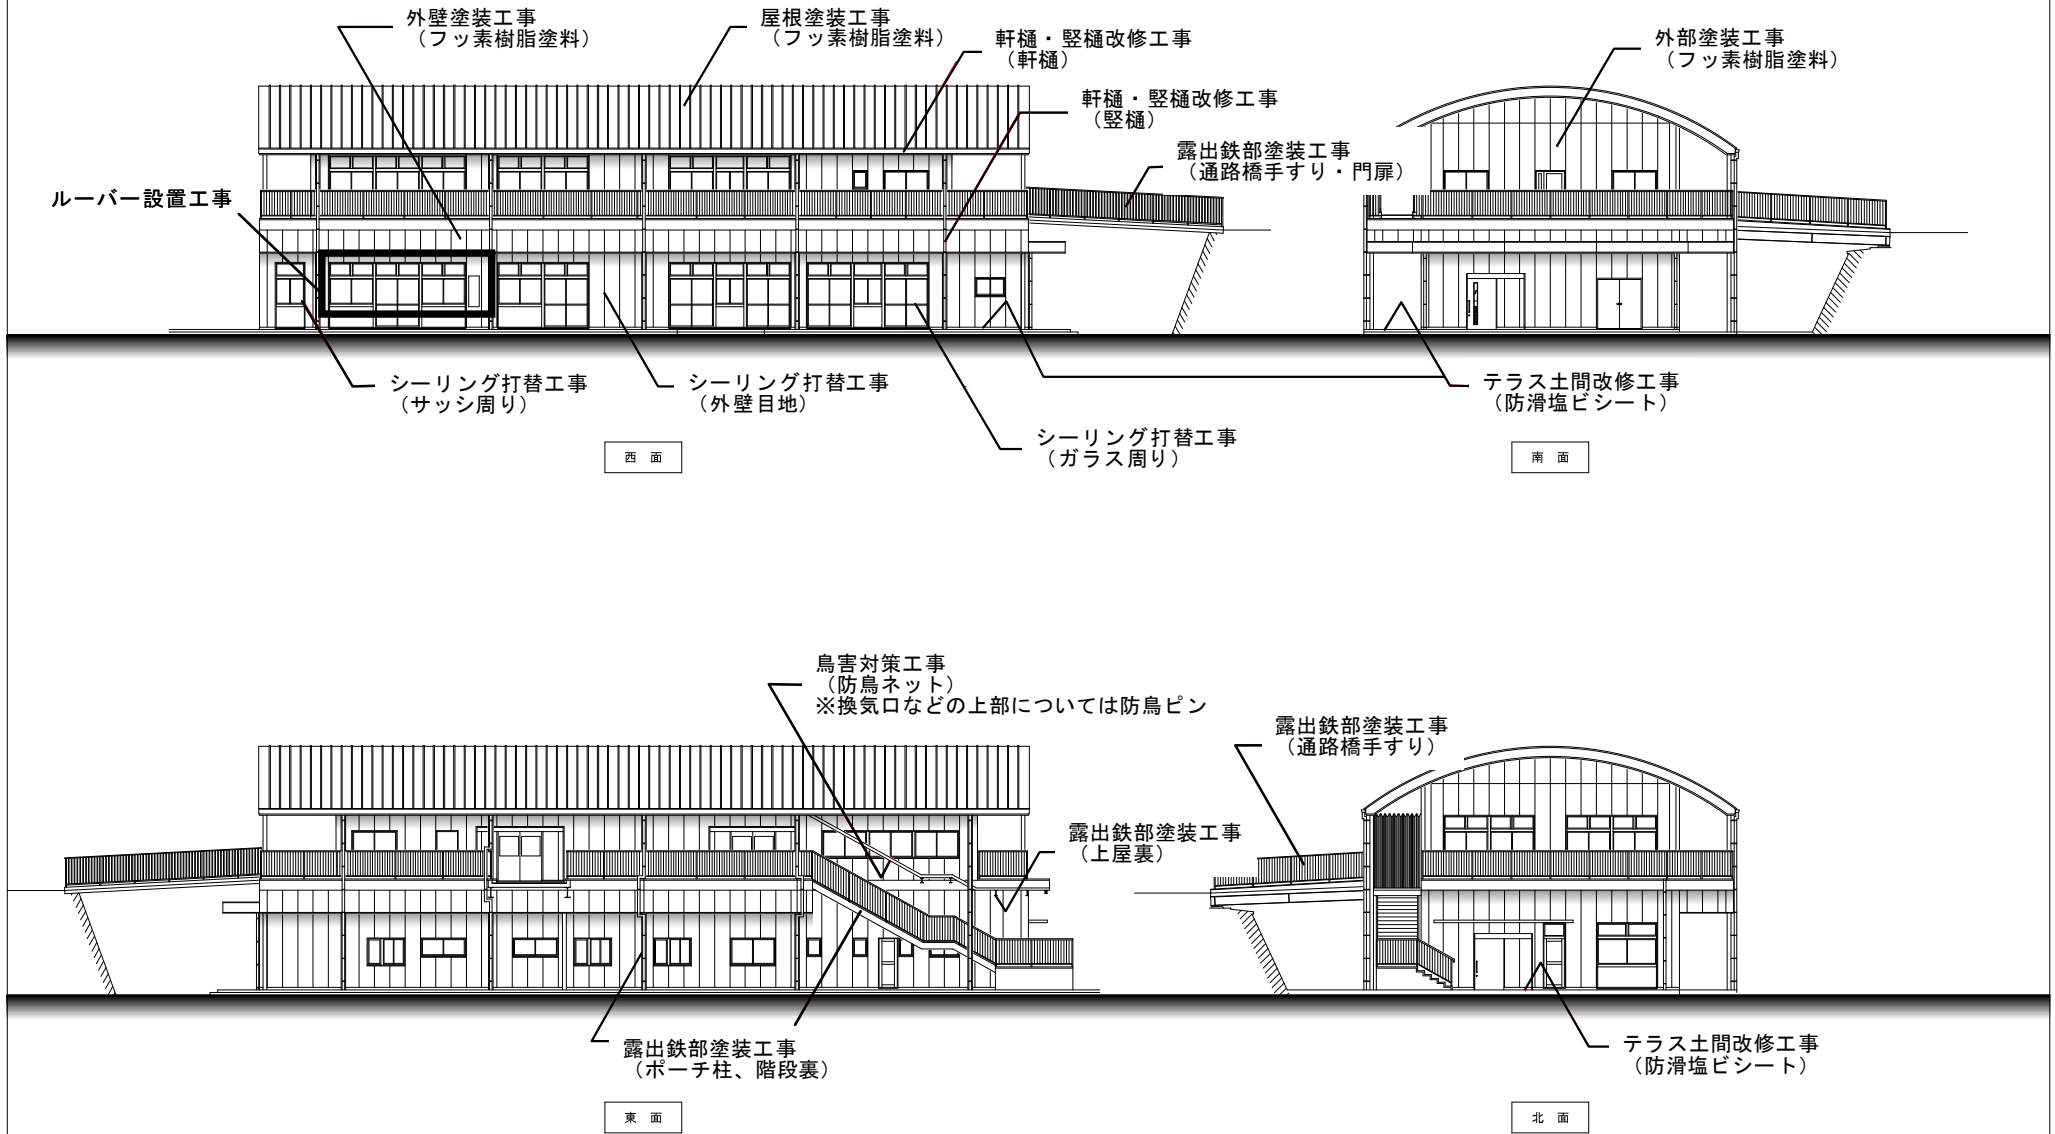 外壁塗装工事
（フッ素樹脂塗料）
屋根塗装工事
（フッ素樹脂塗料）
軒樋・竪樋改修工事
（軒樋）
外部塗装工事
（フッ素樹脂塗料）
軒樋・竪樋改修工事
（竪樋）
露出鉄部塗装工事
（通路橋手すり・門扉）
ルーバー設置工事
シーリング打替工事
（サッシ周り）
シーリング打替工事
（外壁目地）
テラス土間改修工事
（防滑塩ビシート）
シーリング打替工事
（ガラス周り）
西 面
南 面
鳥害対策工事
（防鳥ネット）
※換気口などの上部については防鳥ピン
露出鉄部塗装工事
（通路橋手すり）
露出鉄部塗装工事
（上屋裏）
露出鉄部塗装工事
（ポーチ柱、階段裏）
テラス土間改修工事
（防滑塩ビシート）
東 面
北 面